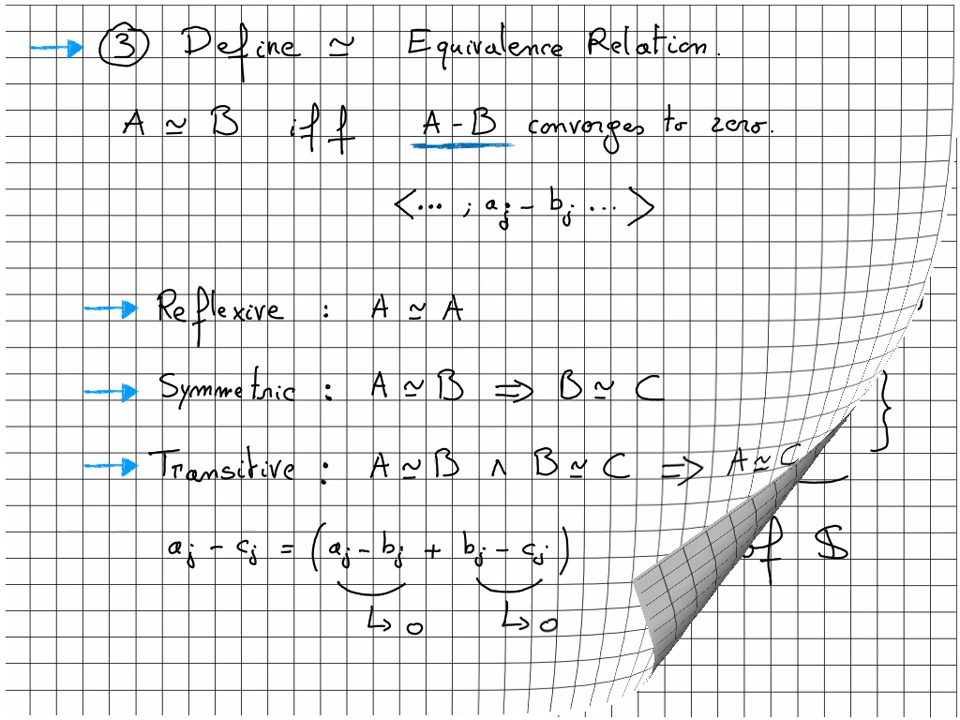 ③ Define ≃ Equivalence Relation.
A ≃ B iff A - B converges to zero.
<... ; aj - bj ...>
Reflexive : A ≃ A
Symmetric : A ≃ B ⇒ B ≃ C
Transitive : A ≃ B ∧ B ≃ C ⇒ A ≃ C
aj - cj = (aj - bj + bj - cj)
↳ 0 ↳ 0
of $